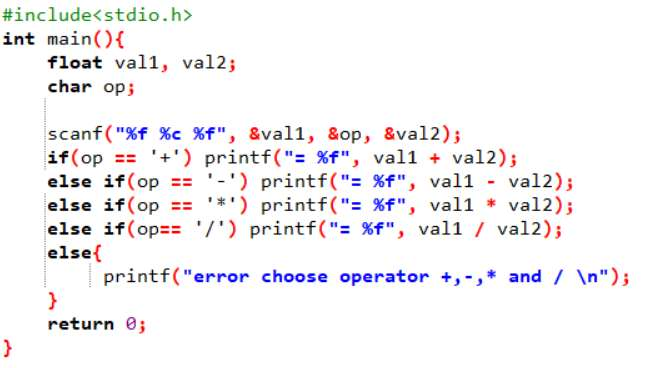 #include<stdio.h>
int main(){
    float val1, val2;
    char op;

    scanf("%f %c %f", &val1, &op, &val2);
    if(op == '+') printf("= %f", val1 + val2);
    else if(op == '-') printf("= %f", val1 - val2);
    else if(op == '*') printf("= %f", val1 * val2);
    else if(op== '/') printf("= %f", val1 / val2);
    else{
        printf("error choose operator +,-,* and / \n");
    }
    return 0;
}